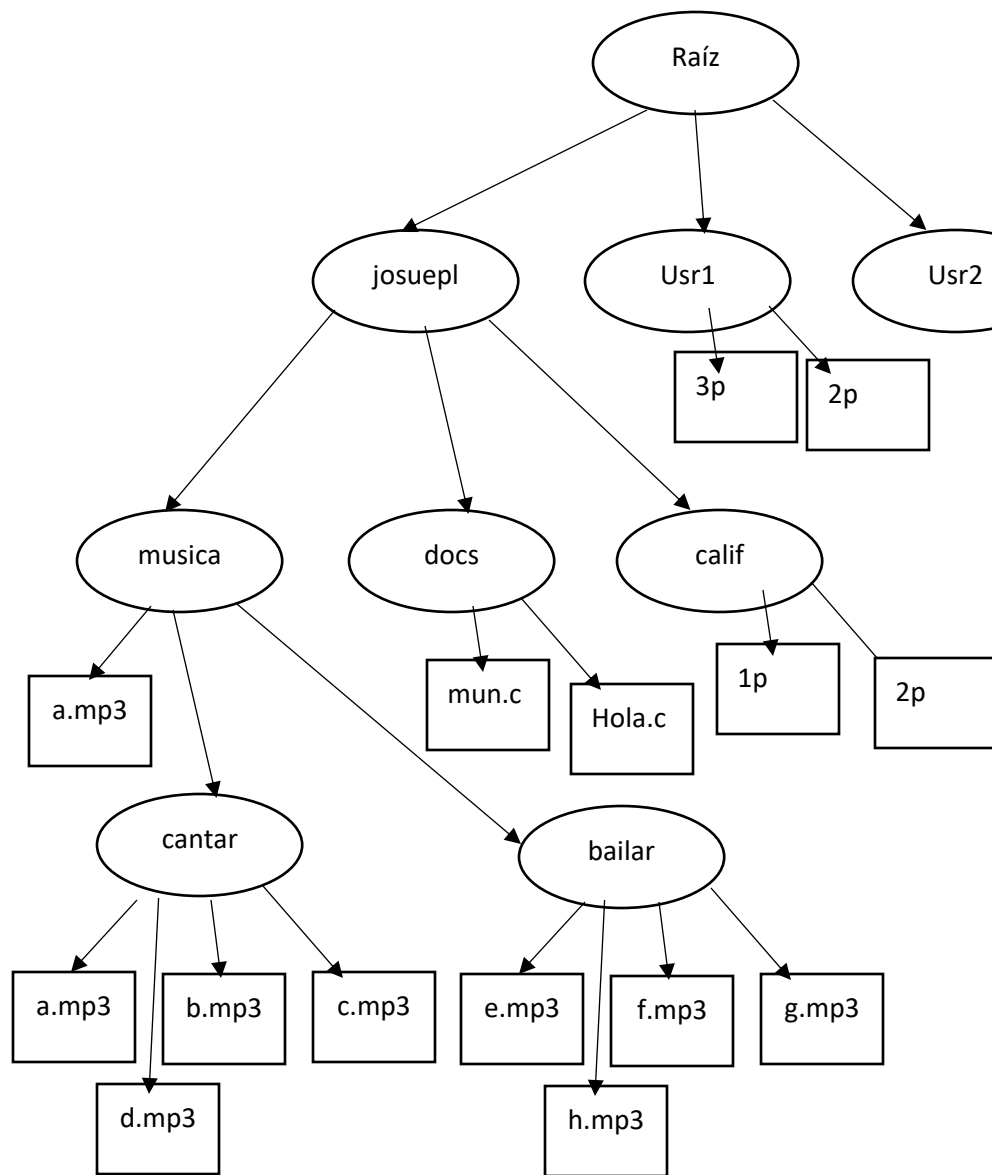 Raíz
josuepl
Usr1
Usr2
3p
2p
musica
docs
calif
a.mp3
mun.c
Hola.c
1p
2p
cantar
bailar
a.mp3
b.mp3
c.mp3
e.mp3
f.mp3
g.mp3
d.mp3
h.mp3